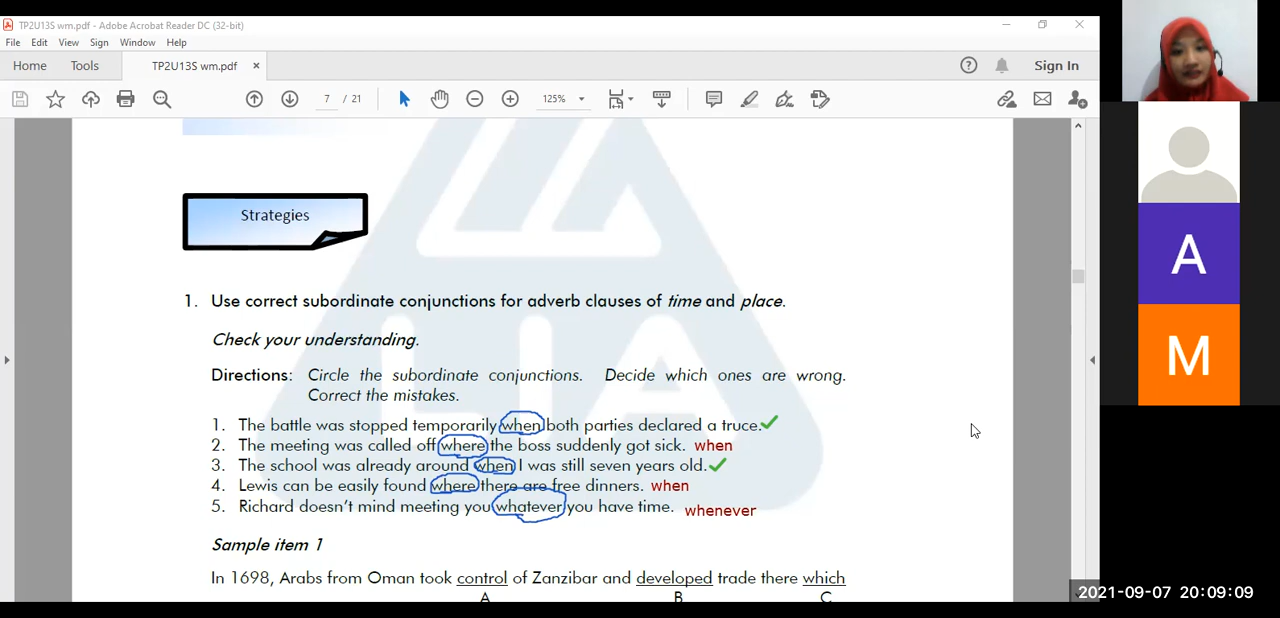 TP2U13S wm.pdf - Adobe Acrobat Reader DC (32-bit)
File Edit View Sign Window Help
Home Tools TP2U13S wm.pdf × Sign In
7 / 21 125%
Strategies
1. Use correct subordinate conjunctions for adverb clauses of time and place.
Check your understanding.
Directions: Circle the subordinate conjunctions. Decide which ones are wrong.
Correct the mistakes.
1. The battle was stopped temporarily when both parties declared a truce.
2. The meeting was called off where the boss suddenly got sick. when
3. The school was already around when I was still seven years old.
4. Lewis can be easily found where there are free dinners. when
5. Richard doesn't mind meeting you whatever you have time. whenever
Sample item 1
In 1698, Arabs from Oman took control of Zanzibar and developed trade there which
A B C
LIA
A
M
2021-09-07 20:09:09